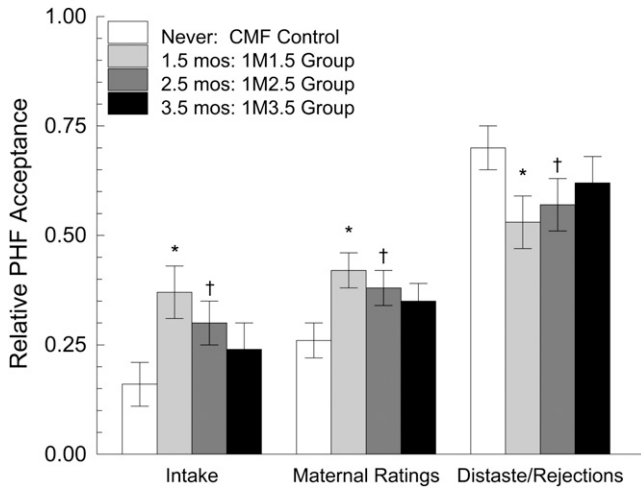 Never: CMF Control
1.5 mos: 1M1.5 Group
2.5 mos: 1M2.5 Group
3.5 mos: 1M3.5 Group
Relative PHF Acceptance
1.00
0.75
0.50
0.25
0.00
* †
* †
* †
Intake Maternal Ratings Distaste/Rejections